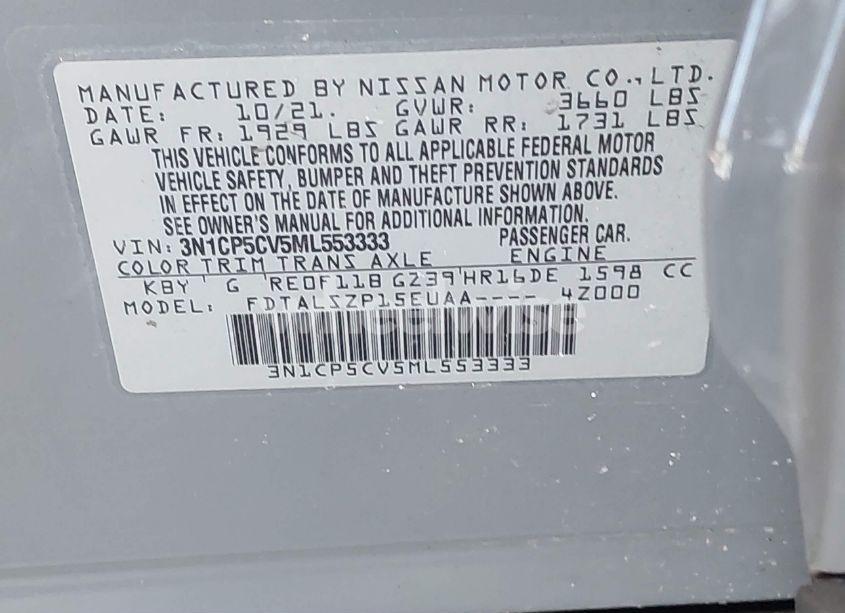 MANUFACTURED BY NISSAN MOTOR CO., LTD.
DATE: 10/21. GVWR: 3660 LBS
GAWR FR: 1929 LBS GAWR RR: 1731 LBS
THIS VEHICLE CONFORMS TO ALL APPLICABLE FEDERAL MOTOR
VEHICLE SAFETY, BUMPER AND THEFT PREVENTION STANDARDS
IN EFFECT ON THE DATE OF MANUFACTURE SHOWN ABOVE.
SEE OWNER'S MANUAL FOR ADDITIONAL INFORMATION.
VIN: 3N1CP5CV5ML553333 PASSENGER CAR.
COLOR TRIM TRANS AXLE ENGINE
KBY G RE0F11B GZ39 HR16DE 1598 CC
MODEL: FDTALSZP15EUAA---- 4Z000
3N1CP5CV5ML553333